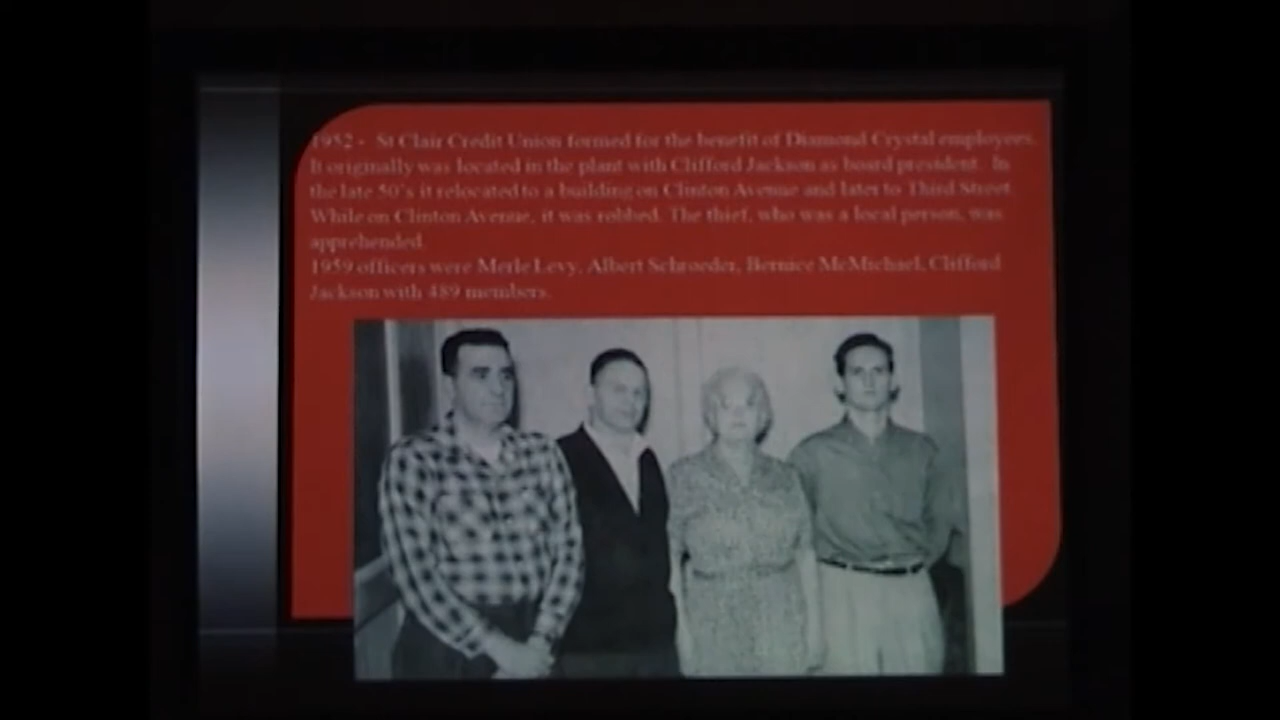 1952 - St Clair Credit Union formed for the benefit of Diamond Crystal employees.
It originally was located in the plant with Clifford Jackson as board president. In
the late 50's it relocated to a building on Clinton Avenue and later to Third Street.
While on Clinton Avenue, it was robbed. The thief, who was a local person, was
apprehended.
1959 officers were Merle Levy, Albert Schroeder, Bernice McMichael, Clifford
Jackson with 489 members.